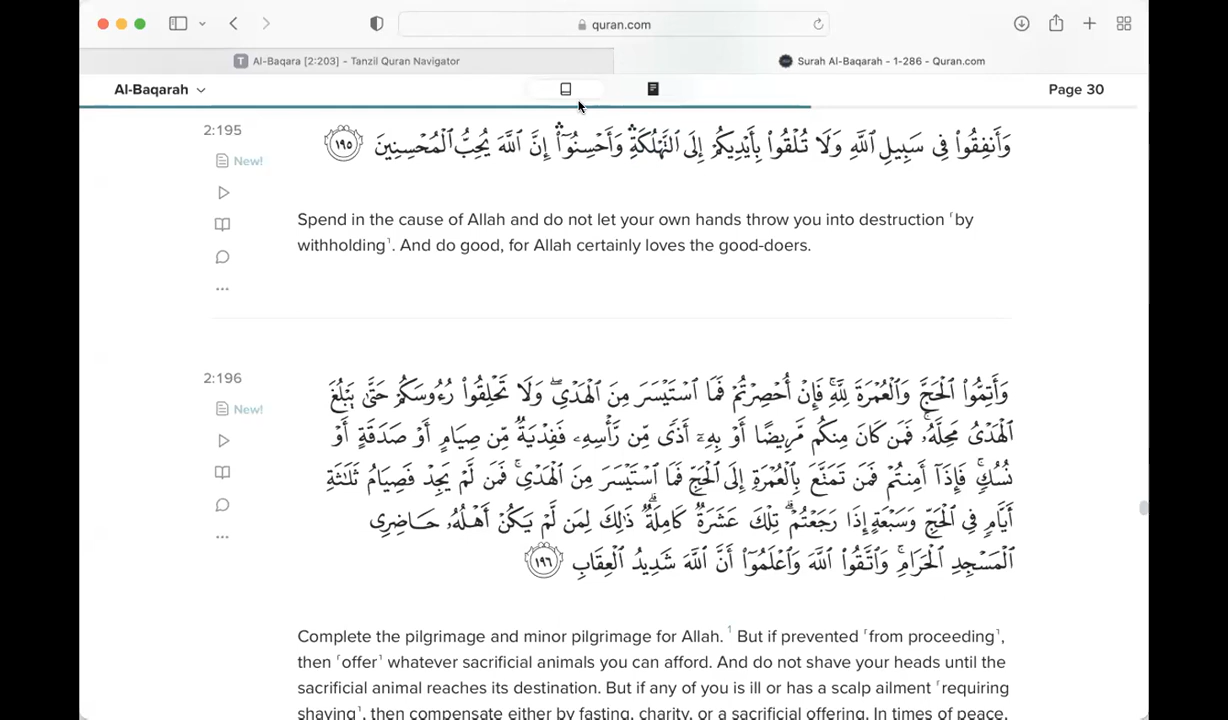 quran.com
Al-Baqara [2:203] - Tanzil Quran Navigator
Surah Al-Baqarah - 1-286 - Quran.com
Al-Baqarah
Page 30
2:195
وَأَنفِقُوا۟ فِى سَبِيلِ ٱللَّهِ وَلَا تُلْقُوا۟ بِأَيْدِيكُمْ إِلَى ٱلتَّهْلُكَةِ ۛ وَأَحْسِنُوٓا۟ ۛ إِنَّ ٱللَّهَ يُحِبُّ ٱلْمُحْسِنِينَ ١٩٥
New!
Spend in the cause of Allah and do not let your own hands throw you into destruction ˹by
withholding˺. And do good, for Allah certainly loves the good-doers.
2:196
وَأَتِمُّوا۟ ٱلْحَجَّ وَٱلْعُمْرَةَ لِلَّهِ ۚ فَإِنْ أُحْصِرْتُمْ فَمَا ٱسْتَيْسَرَ مِنَ ٱلْهَدْىِ ۖ وَلَا تَحْلِقُوا۟ رُءُوسَكُمْ حَتَّىٰ يَبْلُغَ
New!
ٱلْهَدْىُ مَحِلَّهُۥ ۚ فَمَن كَانَ مِنكُم مَّرِيضًا أَوْ بِهِۦٓ أَذًى مِّن رَّأْسِهِۦ فَفِدْيَةٌ مِّن صِيَامٍ أَوْ صَدَقَةٍ أَوْ
نُسُكٍ ۚ فَإِذَآ أَمِنتُمْ فَمَن تَمَتَّعَ بِٱلْعُمْرَةِ إِلَى ٱلْحَجِّ فَمَا ٱسْتَيْسَرَ مِنَ ٱلْهَدْىِ ۚ فَمَن لَّمْ يَجِدْ فَصِيَامُ ثَلَـٰثَةِ
أَيَّامٍ فِى ٱلْحَجِّ وَسَبْعَةٍ إِذَا رَجَعْتُمْ ۗ تِلْكَ عَشَرَةٌ كَامِلَةٌ ۗ ذَٰلِكَ لِمَن لَّمْ يَكُنْ أَهْلُهُۥ حَاضِرِى
ٱلْمَسْجِدِ ٱلْحَرَامِ ۚ وَٱتَّقُوا۟ ٱللَّهَ وَٱعْلَمُوٓا۟ أَنَّ ٱللَّهَ شَدِيدُ ٱلْعِقَابِ ١٩٦
Complete the pilgrimage and minor pilgrimage for Allah. 1 But if prevented ˹from proceeding˺,
then ˹offer˺ whatever sacrificial animals you can afford. And do not shave your heads until the
sacrificial animal reaches its destination. But if any of you is ill or has a scalp ailment ˹requiring
shaving˺, then compensate either by fasting, charity, or a sacrificial offering. In times of peace,